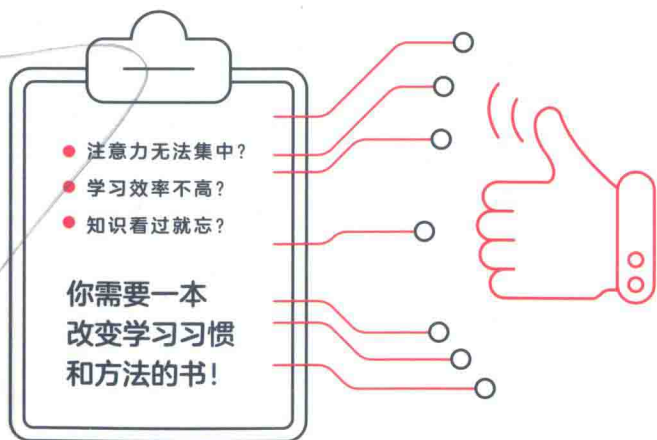 注意力无法集中?
学习效率不高?
知识看过就忘?
你需要一本
改变学习习惯
和方法的书!